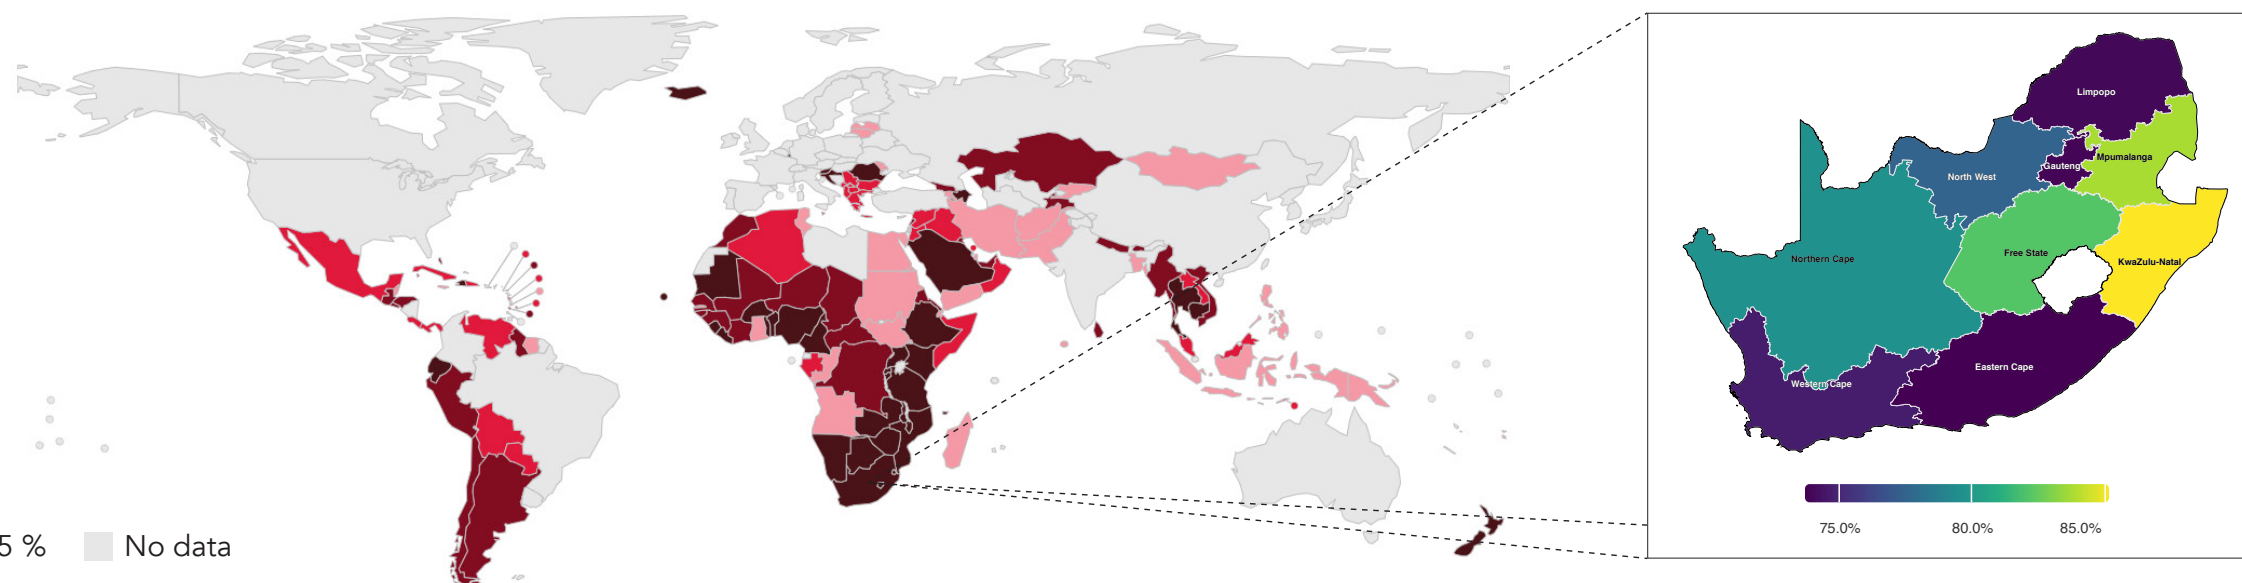 Limpopo
Mpumalanga
Gauteng
North West
Free State
Northern Cape
KwaZulu-Natal
Eastern Cape
Western Cape
75.0% 80.0% 85.0%
5 % No data